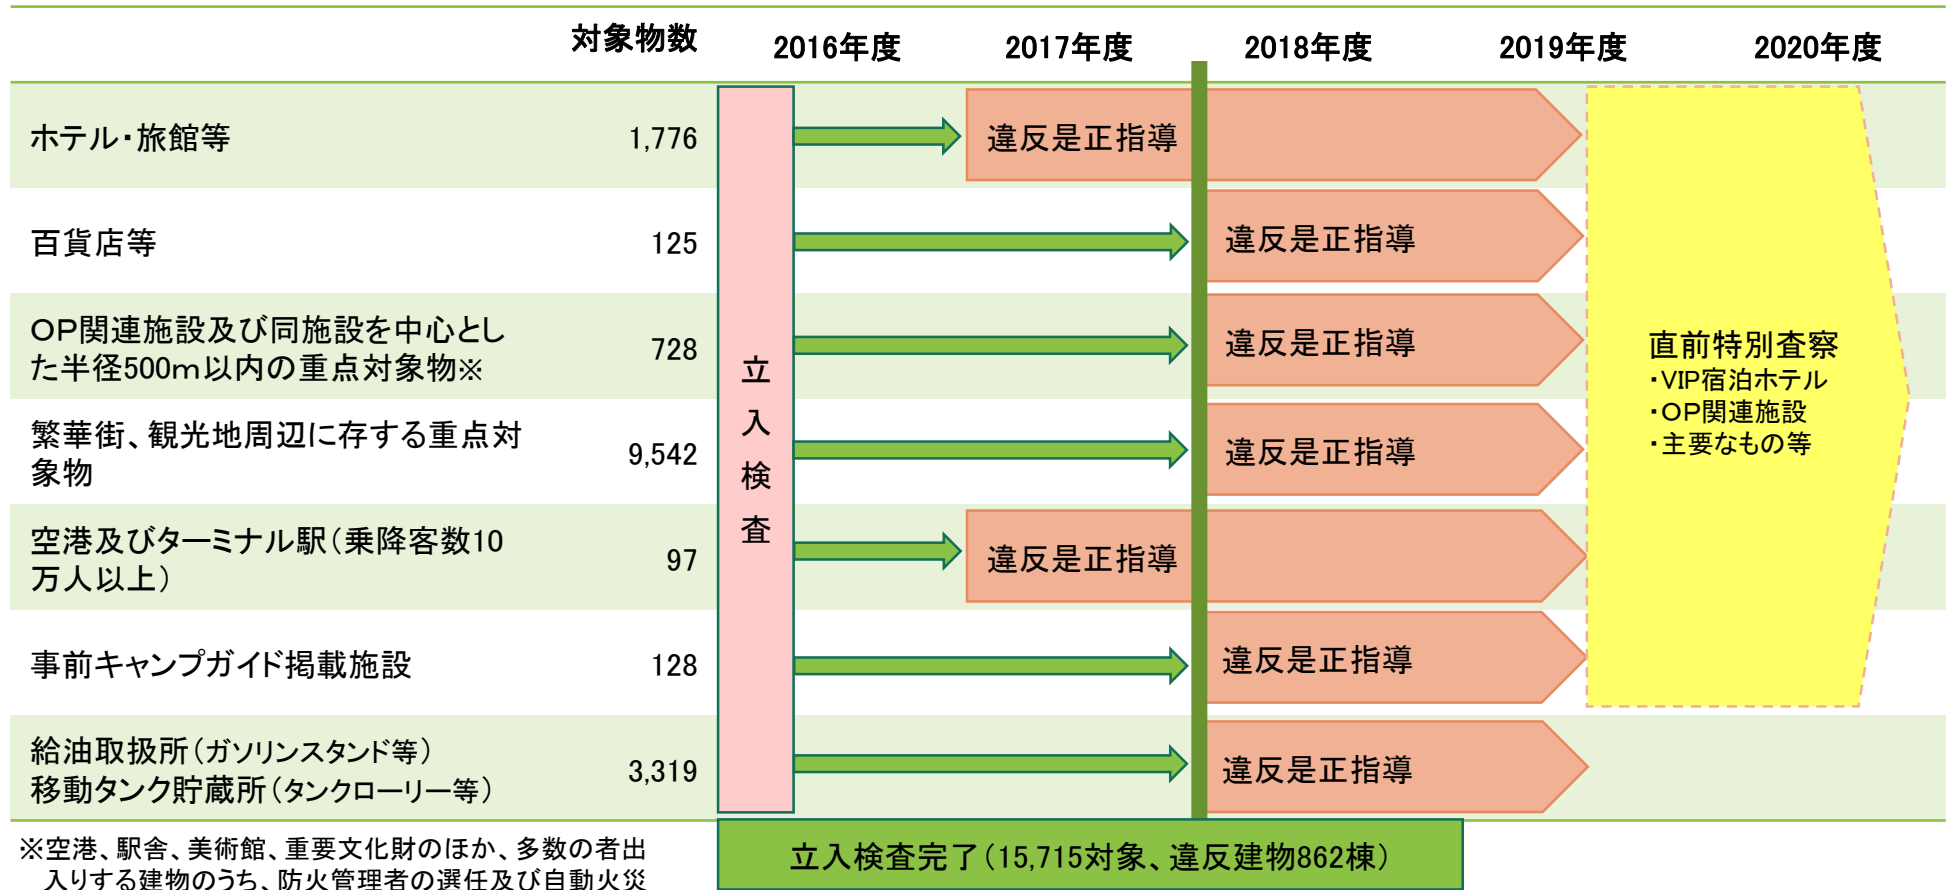 対象物数 2016年度 2017年度 2018年度 2019年度 2020年度
ホテル・旅館等 1,776 違反是正指導
百貨店等 125 違反是正指導
OP関連施設及び同施設を中心とし
た半径500m以内の重点対象物※ 728 違反是正指導
繁華街、観光地周辺に存する重点対
象物 9,542 違反是正指導
空港及びターミナル駅(乗降客数10
万人以上) 97 違反是正指導
事前キャンプガイド掲載施設 128 違反是正指導
給油取扱所(ガソリンスタンド等)
移動タンク貯蔵所(タンクローリー等) 3,319 違反是正指導
立
入
検
査
直前特別査察
・VIP宿泊ホテル
・OP関連施設
・主要なもの等
立入検査完了(15,715対象、違反建物862棟)
※空港、駅舎、美術館、重要文化財のほか、多数の者出
入りする建物のうち、防火管理者の選任及び自動火災